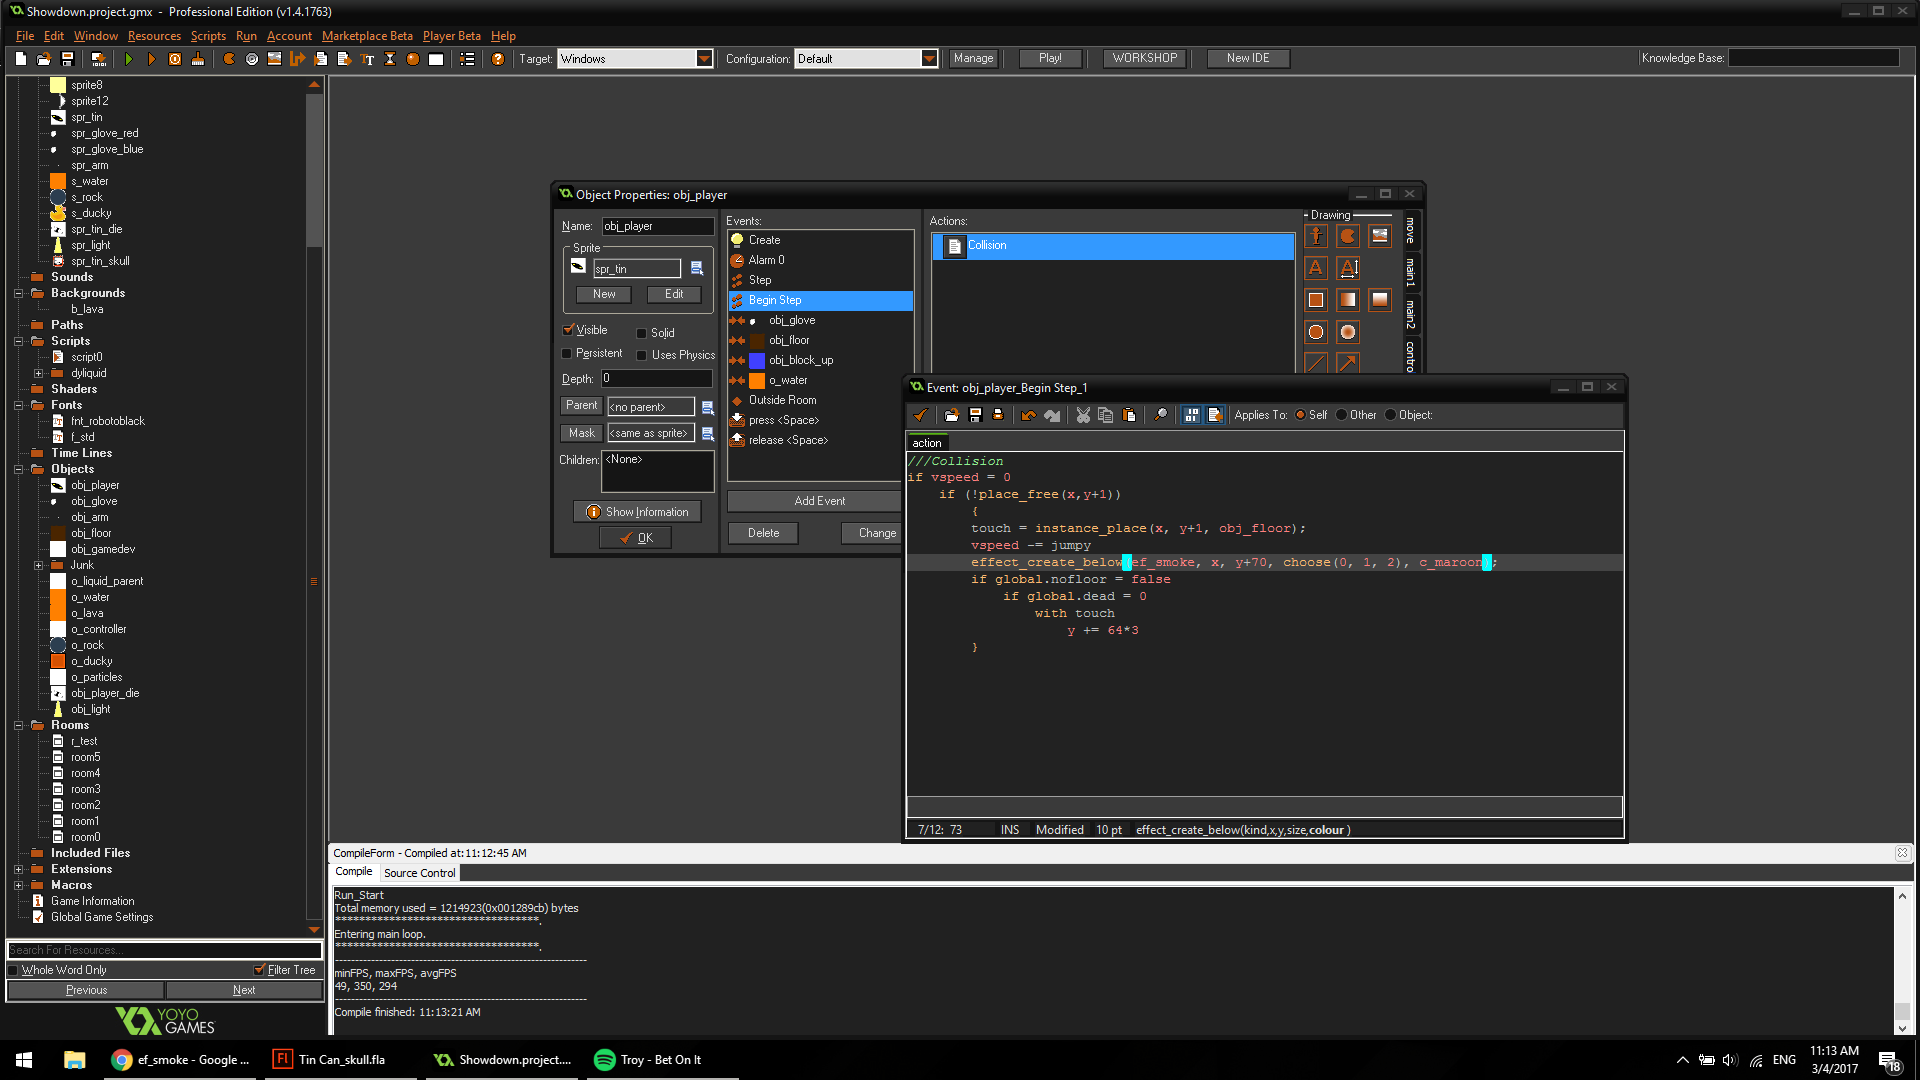 Showdown.project.gmx - Professional Edition (v1.4.1763)
File Edit Window Resources Scripts Run Account Marketplace Beta Player Beta Help
Target: Windows Configuration: Default Manage Play! WORKSHOP New IDE Knowledge Base:
sprite8
sprite12
spr_tin
spr_glove_red
spr_glove_blue
spr_arm
s_water
s_rock
s_ducky
spr_tin_die
spr_light
spr_tin_skull
Sounds
Backgrounds
b_lava
Paths
Scripts
script0
dyliquid
Shaders
Fonts
fnt_robotoblack
f_std
Time Lines
Objects
obj_player
obj_glove
obj_arm
obj_floor
obj_gamedev
Junk
o_liquid_parent
o_water
o_lava
o_controller
o_rock
o_ducky
o_particles
obj_player_die
obj_light
Rooms
r_test
room5
room4
room3
room2
room1
room0
Included Files
Extensions
Macros
Game Information
Global Game Settings
Search For Resources...
Whole Word Only Filter Tree
Previous Next
YOYO
GAMES
Object Properties: obj_player
Name: obj_player
Sprite
spr_tin
New Edit
Visible Solid
Persistent Uses Physics
Depth: 0
Parent <no parent>
Mask <same as sprite>
Children: <None>
Show Information
OK
Events:
Create
Alarm 0
Step
Begin Step
obj_glove
obj_floor
obj_block_up
o_water
Outside Room
press <Space>
release <Space>
Add Event
Delete Change
Actions:
Collision
Drawing
move
main1
main2
contro
Event: obj_player_Begin Step_1
Applies To: Self Other Object:
action
///Collision
if vspeed = 0
if (!place_free(x,y+1))
{
touch = instance_place(x, y+1, obj_floor);
vspeed -= jumpy
effect_create_below(ef_smoke, x, y+70, choose(0, 1, 2), c_maroon);
if global.nofloor = false
if global.dead = 0
with touch
y += 64*3
}
7/12: 73 INS Modified 10 pt effect_create_below(kind,x,y,size,colour )
CompileForm - Compiled at:11:12:45 AM
Compile Source Control
Run_Start
Total memory used = 1214923(0x001289cb) bytes
***********************************.
Entering main loop.
***********************************.
---------------------------------------------------------------
minFPS, maxFPS, avgFPS
49, 350, 294
---------------------------------------------------------------
Compile finished: 11:13:21 AM
ef_smoke - Google ...
Fl Tin Can_skull.fla
Showdown.project....
Troy - Bet On It
ENG
11:13 AM
3/4/2017
18